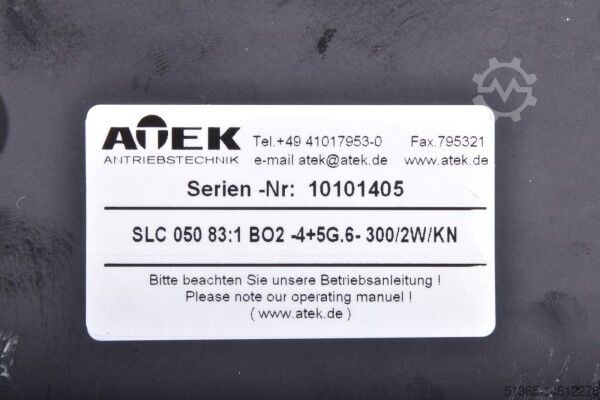 ATEK
ANTRIEBSTECHNIK
Tel.+49 41017953-0 Fax.795321
e-mail atek@atek.de www.atek.de
Serien -Nr: 10101405
SLC 050 83:1 BO2 -4+5G.6- 300/2W/KN
Bitte beachten Sie unsere Betriebsanleitung !
Please note our operating manuel !
( www.atek.de )
51365-14612278